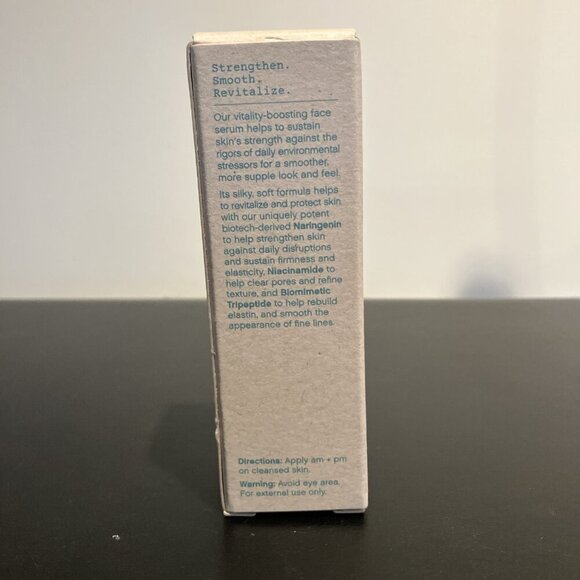 Strengthen.
Smooth.
Revitalize.
Our vitality-boosting face
serum helps to sustain
skin's strength against the
rigors of daily environmental
stressors for a smoother,
more supple look and feel.
Its silky, soft formula helps
to revitalize and protect skin
with our uniquely potent
biotech-derived Naringenin
to help strengthen skin
against daily disruptions
and sustain firmness and
elasticity, Niacinamide to
help clear pores and refine
texture, and Biomimetic
Tripeptide to help rebuild
elastin, and smooth the
appearance of fine lines.
Directions: Apply am + pm
on cleansed skin.
Warning: Avoid eye area.
For external use only.